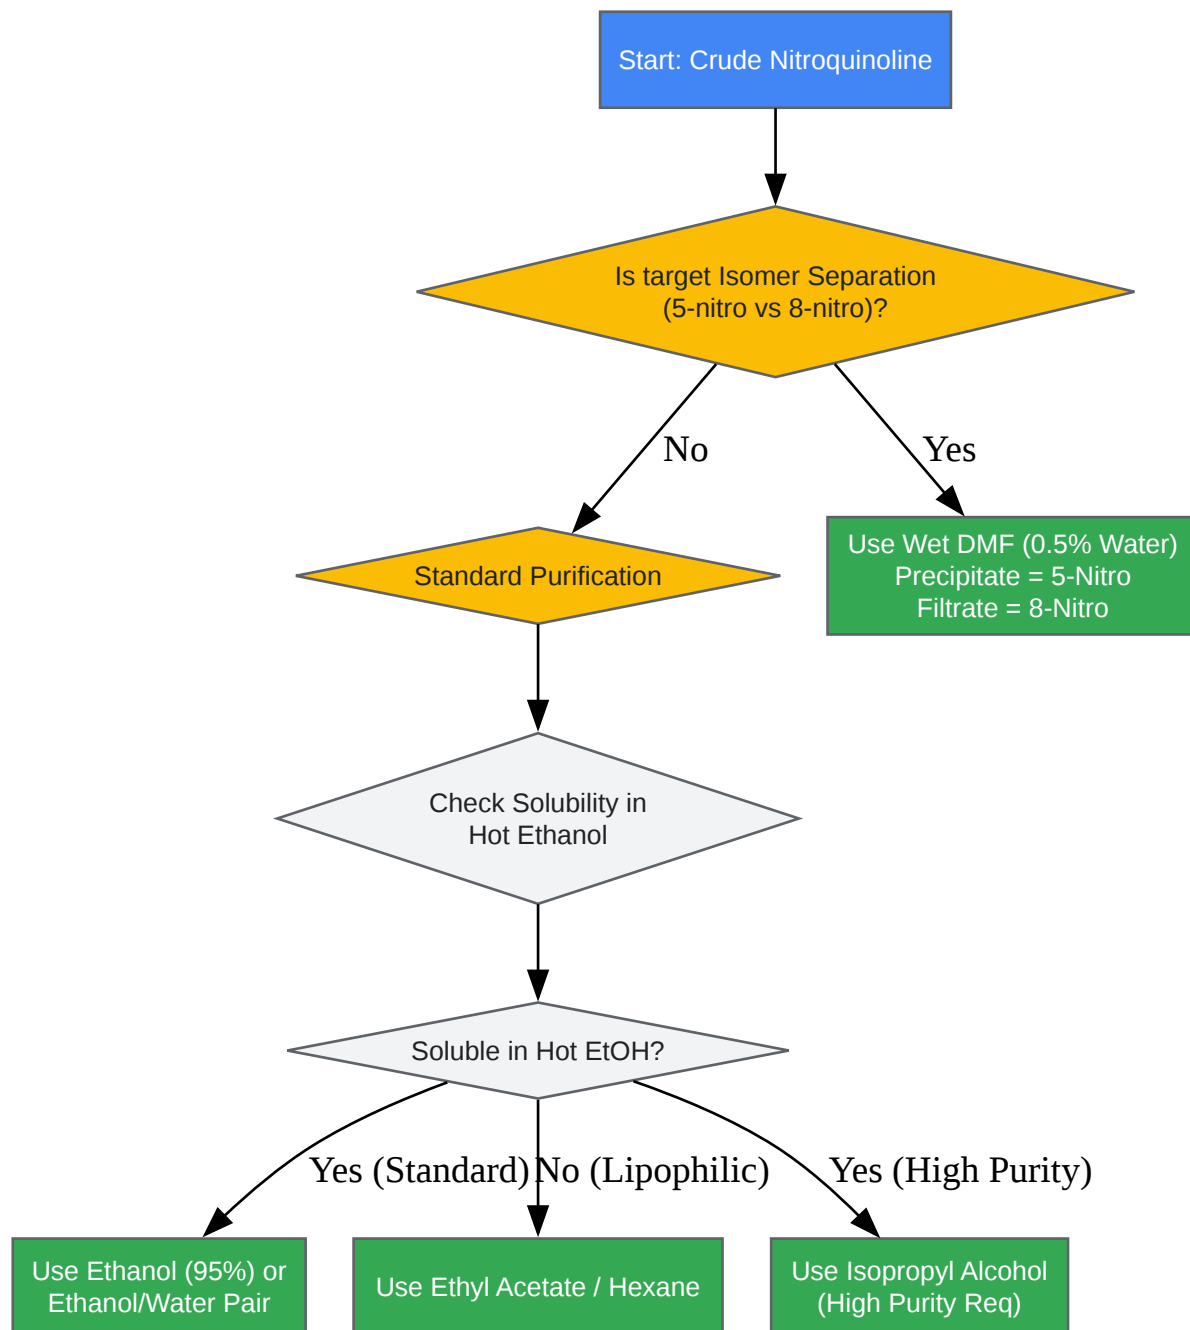 Start: Crude Nitroquinoline
Is target Isomer Separation
(5-nitro vs 8-nitro)?
No
Yes
Standard Purification
Use Wet DMF (0.5% Water)
Precipitate = 5-Nitro
Filtrate = 8-Nitro
Check Solubility in
Hot Ethanol
Soluble in Hot EtOH?
Yes (Standard)
No (Lipophilic)
Yes (High Purity)
Use Ethanol (95%) or
Ethanol/Water Pair
Use Ethyl Acetate / Hexane
Use Isopropyl Alcohol
(High Purity Req)